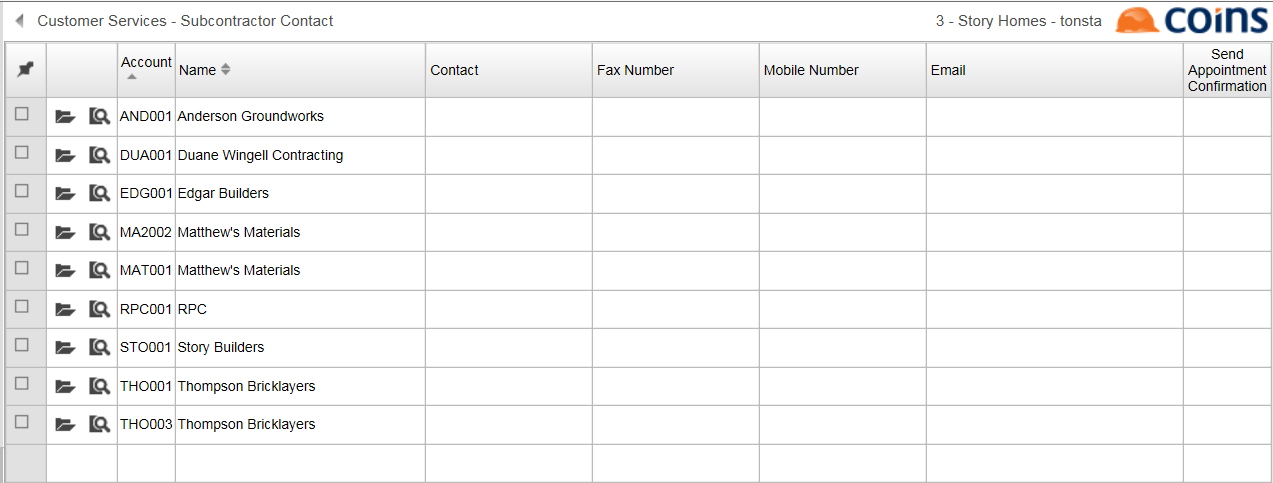 Customer Services - Subcontractor Contact
3 - Story Homes - tonsta
coins
Account Name Contact Fax Number Mobile Number Email Send Appointment Confirmation
AND001 Anderson Groundworks
DUA001 Duane Wingell Contracting
EDG001 Edgar Builders
MA2002 Matthew's Materials
MAT001 Matthew's Materials
RPC001 RPC
STO001 Story Builders
THO001 Thompson Bricklayers
THO003 Thompson Bricklayers